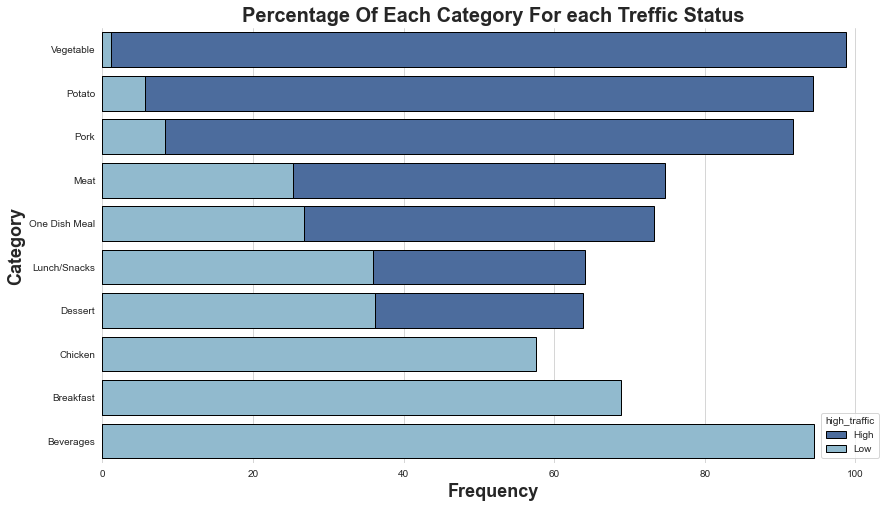 Percentage Of Each Category For each Treffic Status
Category
Vegetable
Potato
Pork
Meat
One Dish Meal
Lunch/Snacks
Dessert
Chicken
Breakfast
Beverages
high_traffic
High
Low
0 20 40 60 80 100
Frequency